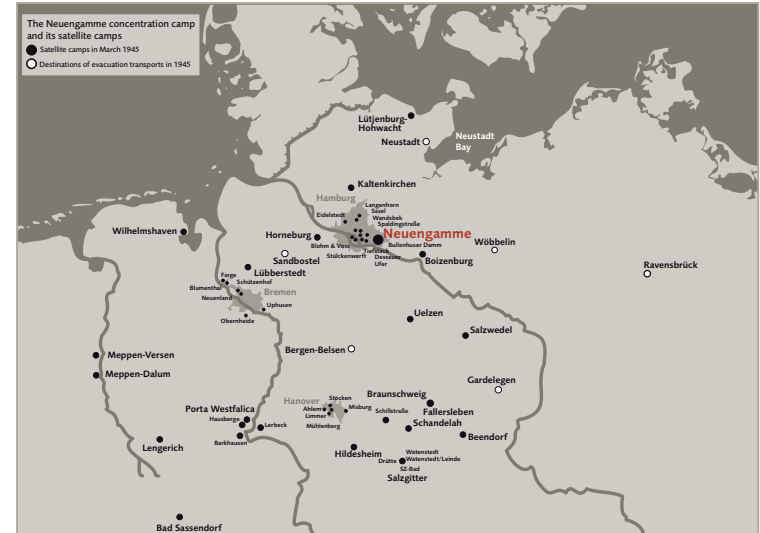 The Neuengamme concentration camp
and its satellite camps
Satellite camps in March 1945
Destinations of evacuation transports in 1945
Lütjenburg-
Hohwacht
Neustadt
Neustadt
Bay
Kaltenkirchen
Hamburg
Langenhorn
Sasel
Eidelstedt
Wandsbek
Spaldingstraße
Wilhelmshaven
Horneburg
Neuengamme
Blohm & Voss
Bullenhuser Damm
Tiefstack
Stülckenwerft
Dessauer
Ufer
Wöbbelin
Boizenburg
Sandbostel
Ravensbrück
Lübberstedt
Farge
Schützenhof
Blumenthal
Bremen
Neuenland
Uphusen
Obernheide
Uelzen
Salzwedel
Bergen-Belsen
Meppen-Versen
Meppen-Dalum
Gardelegen
Hanover
Stöcken
Braunschweig
Ahlem
Misburg
Limmer
Schillstraße
Fallersleben
Mühlenberg
Schandelah
Porta Westfalica
Hausberge
Lerbeck
Barkhausen
Beendorf
Lengerich
Hildesheim
Watenstedt
Drütte
Watenstedt/Leinde
SZ-Bad
Salzgitter
Bad Sassendorf